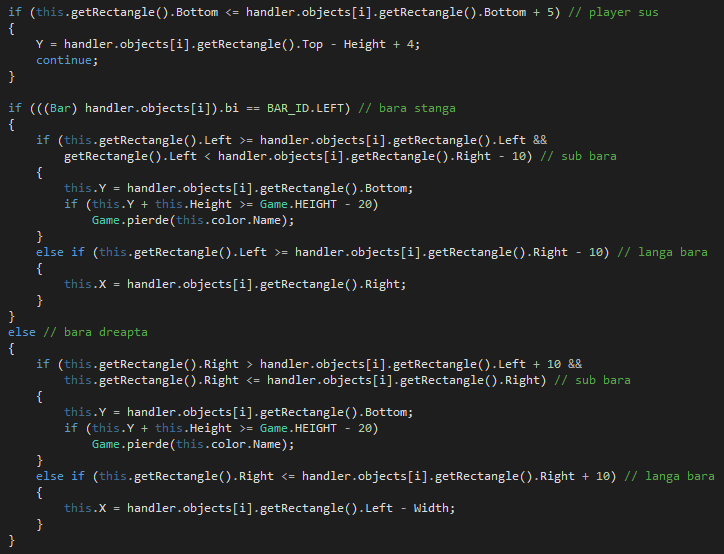 if (this.getRectangle().Bottom <= handler.objects[i].getRectangle().Bottom + 5) // player sus
{
    Y = handler.objects[i].getRectangle().Top - Height + 4;
    continue;
}

if (((Bar) handler.objects[i]).bi == BAR_ID.LEFT) // bara stanga
{
    if (this.getRectangle().Left >= handler.objects[i].getRectangle().Left &&
        getRectangle().Left < handler.objects[i].getRectangle().Right - 10) // sub bara
    {
        this.Y = handler.objects[i].getRectangle().Bottom;
        if (this.Y + this.Height >= Game.HEIGHT - 20)
            Game.pierde(this.color.Name);
    }
    else if (this.getRectangle().Left >= handler.objects[i].getRectangle().Right - 10) // langa bara
    {
        this.X = handler.objects[i].getRectangle().Right;
    }
}
else // bara dreapta
{
    if (this.getRectangle().Right > handler.objects[i].getRectangle().Left + 10 &&
        this.getRectangle().Right <= handler.objects[i].getRectangle().Right) // sub bara
    {
        this.Y = handler.objects[i].getRectangle().Bottom;
        if (this.Y + this.Height >= Game.HEIGHT - 20)
            Game.pierde(this.color.Name);
    }
    else if (this.getRectangle().Right <= handler.objects[i].getRectangle().Right + 10) // langa bara
    {
        this.X = handler.objects[i].getRectangle().Left - Width;
    }
}